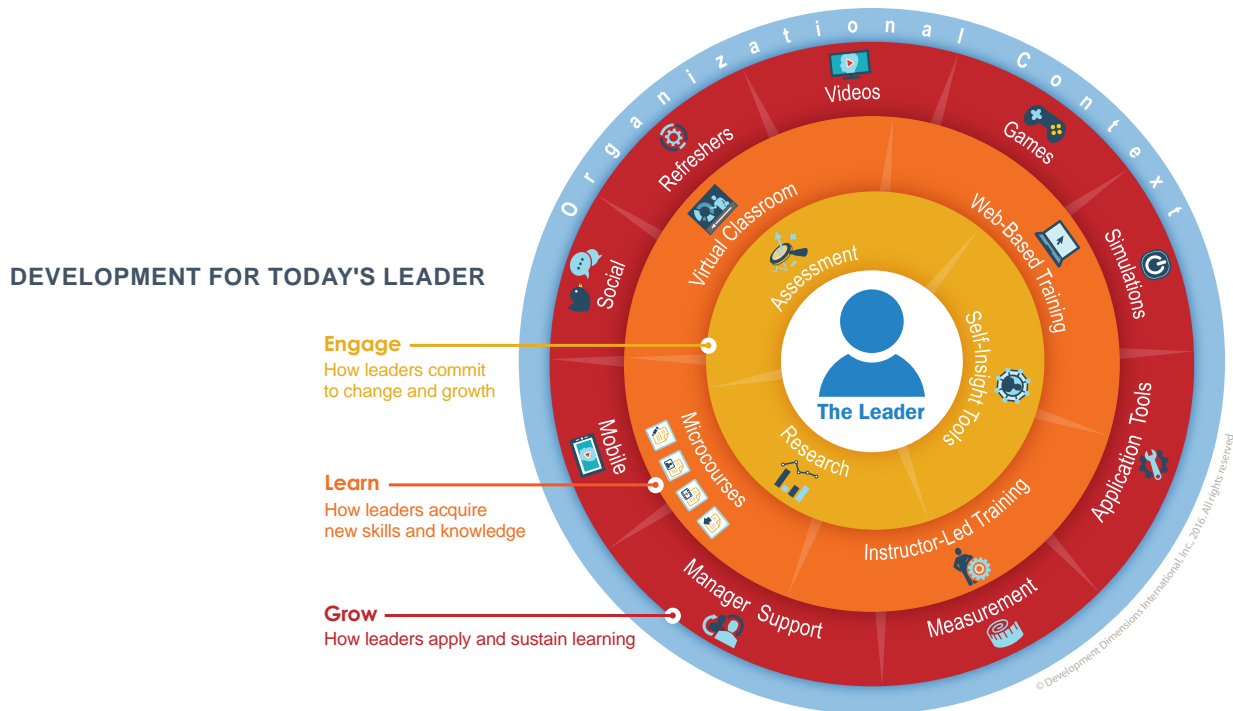 Organizational Context
Videos
Games
Refreshers
Simulations
Social
Virtual Classroom
Web-Based Training
Assessment
DEVELOPMENT FOR TODAY'S LEADER
Self-Insight Tools
Engage
How leaders commit
to change and growth
The Leader
Application Tools
Mobile
Microcourses
Research
Learn
How leaders acquire
new skills and knowledge
Instructor-Led Training
Manager Support
Measurement
Grow
How leaders apply and sustain learning
© Development Dimensions International, Inc., 2016. All rights reserved